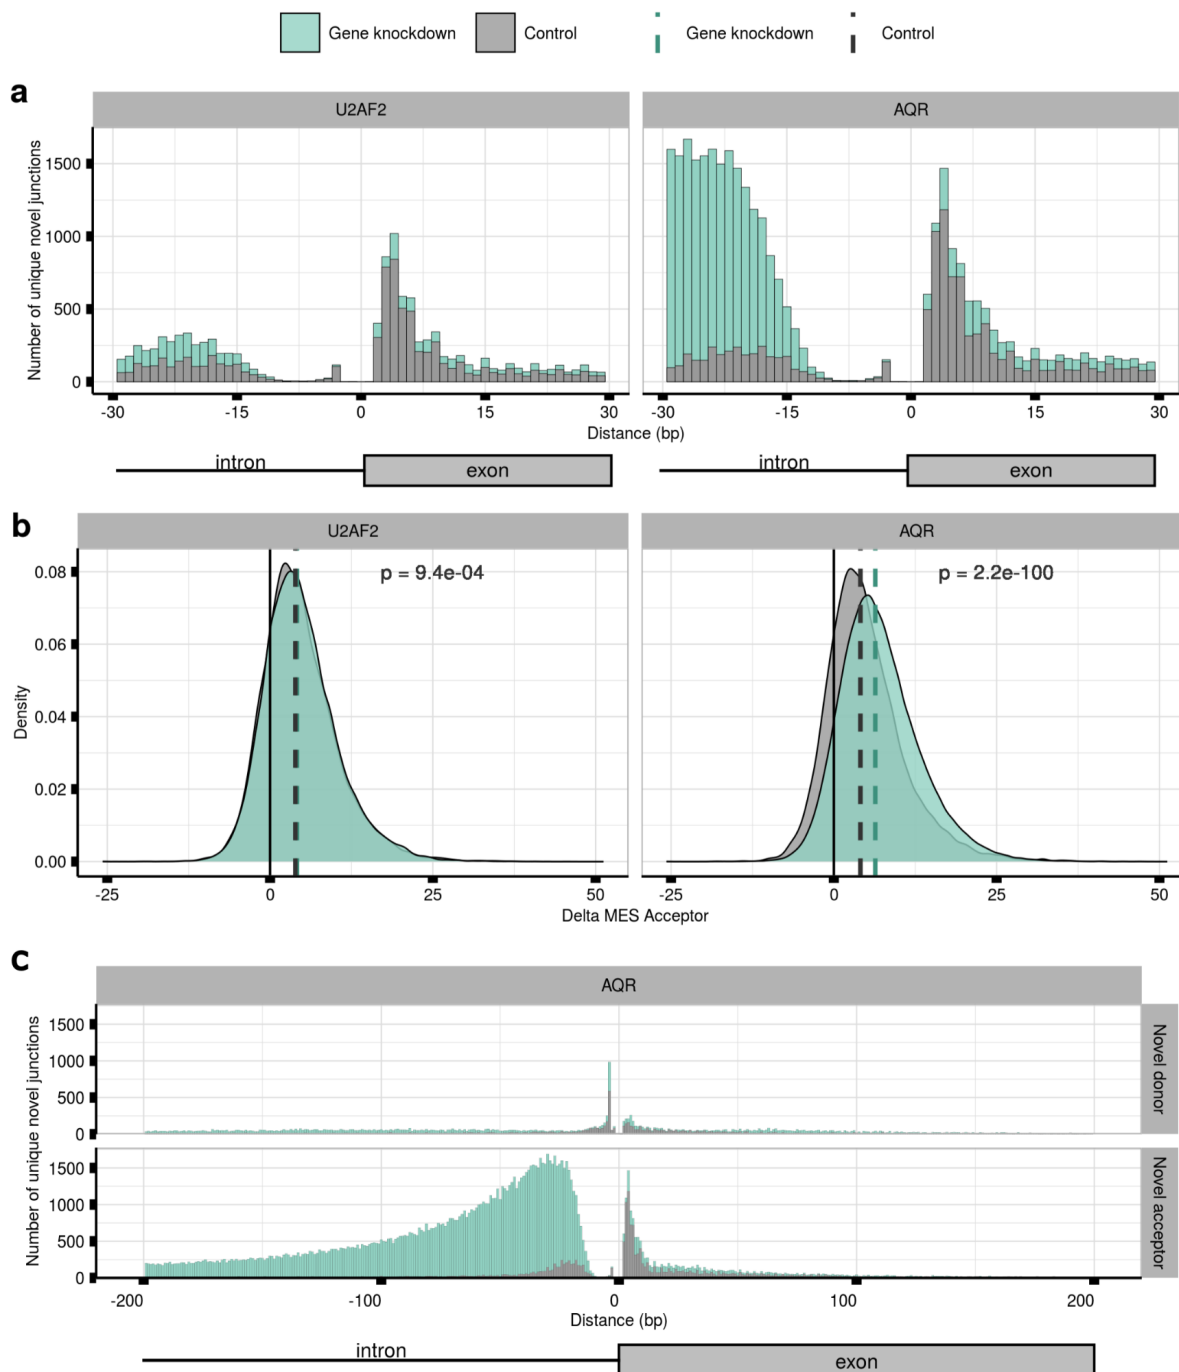 Gene knockdown Control Gene knockdown Control
a
U2AF2 AQR
Number of unique novel junctions
1500
1000
500
0
-30 -15 0 15 30 -30 -15 0 15 30
Distance (bp)
intron exon intron exon
b
U2AF2 AQR
p = 9.4e-04 p = 2.2e-100
Density
0.08
0.06
0.04
0.02
0.00
-25 0 25 50 -25 0 25 50
Delta MES Acceptor
c
AQR
Number of unique novel junctions
1500
1000
500
0
Novel donor
1500
1000
500
0
Novel acceptor
-200 -100 0 100 200
Distance (bp)
intron exon